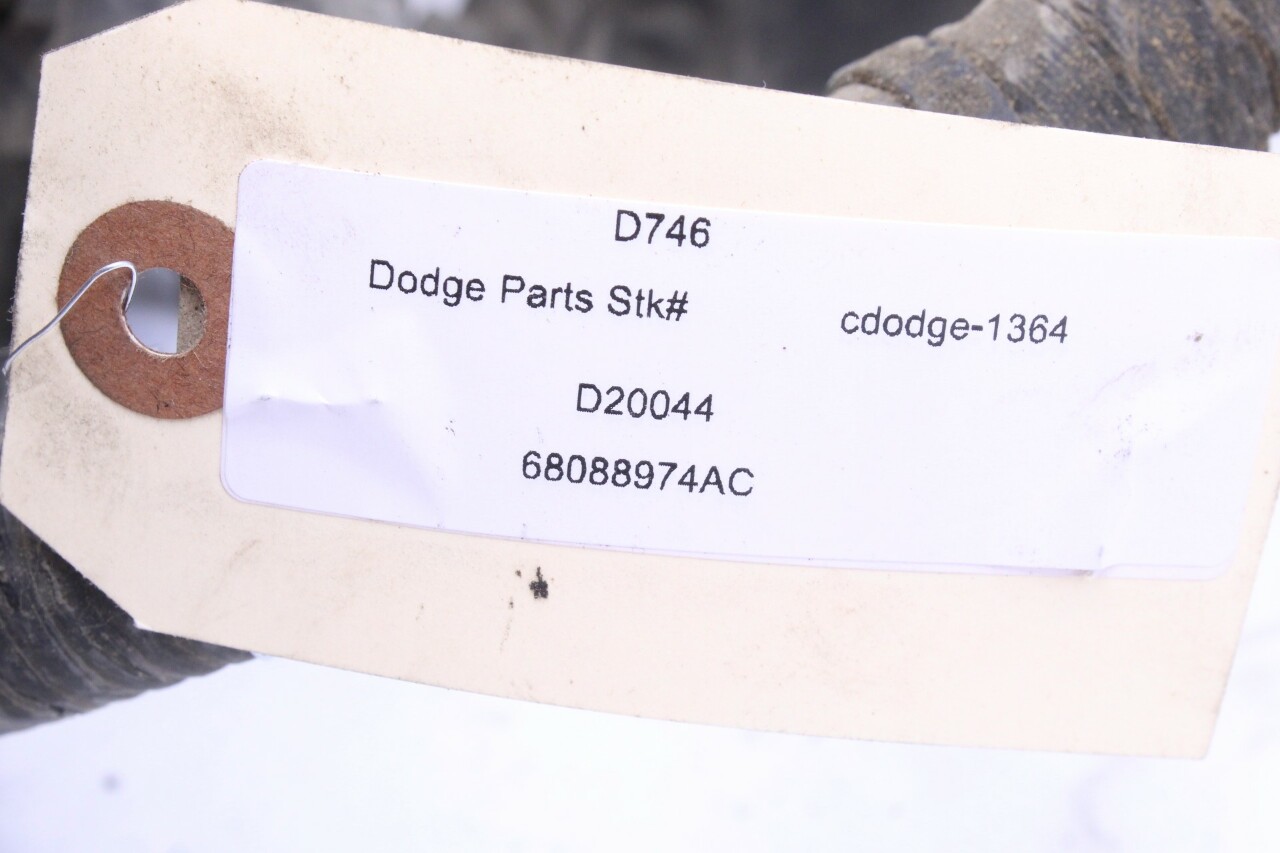 D746
Dodge Parts Stk# cdodge-1364
D20044
68088974AC